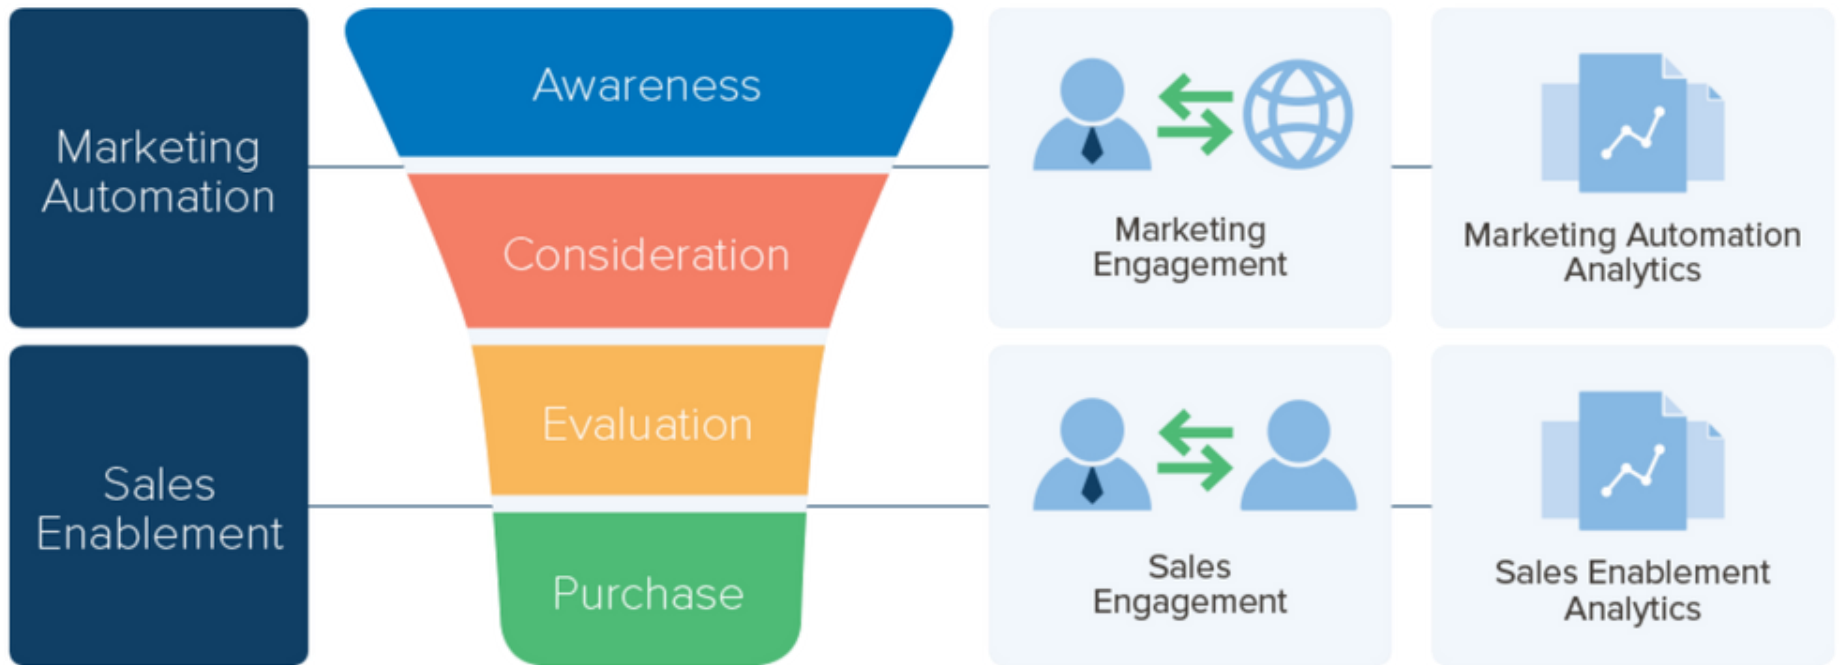 Marketing
Automation
Awareness
Consideration
Marketing
Engagement
Marketing Automation
Analytics
Sales
Enablement
Evaluation
Purchase
Sales
Engagement
Sales Enablement
Analytics